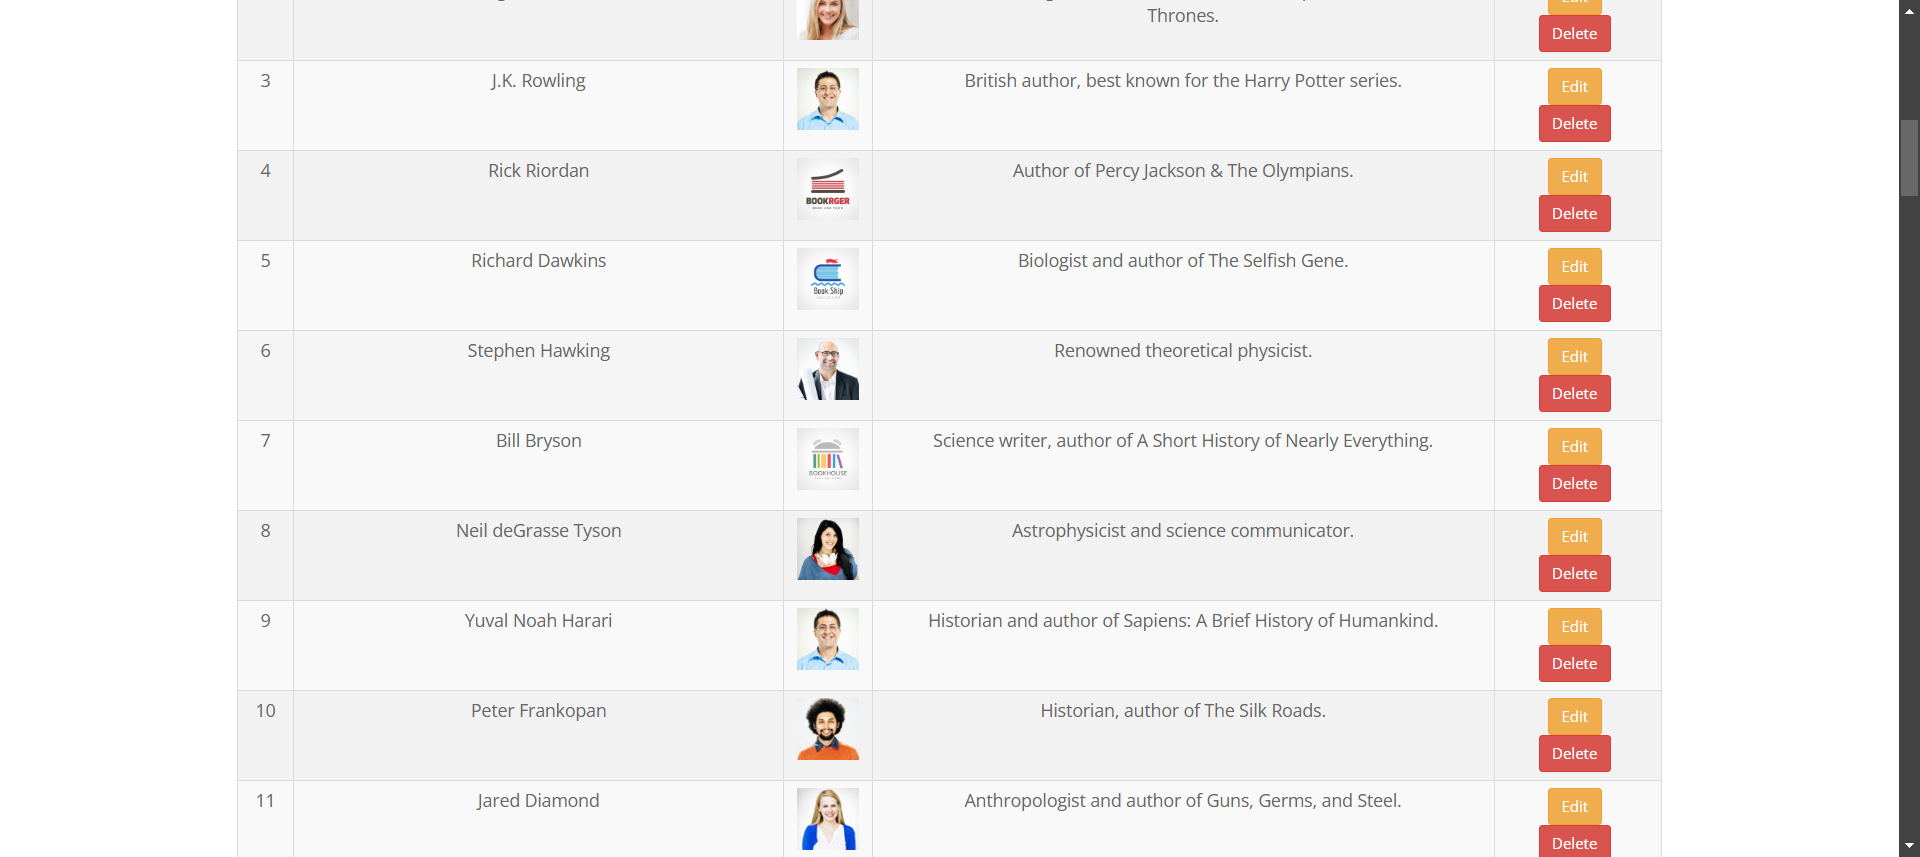 Thrones.
Delete
3 J.K. Rowling British author, best known for the Harry Potter series. Edit
Delete
4 Rick Riordan BOOKRGER Author of Percy Jackson & The Olympians. Edit
Delete
5 Richard Dawkins Book Ship Biologist and author of The Selfish Gene. Edit
Delete
6 Stephen Hawking Renowned theoretical physicist. Edit
Delete
7 Bill Bryson BOOKHOUSE Science writer, author of A Short History of Nearly Everything. Edit
Delete
8 Neil deGrasse Tyson Astrophysicist and science communicator. Edit
Delete
9 Yuval Noah Harari Historian and author of Sapiens: A Brief History of Humankind. Edit
Delete
10 Peter Frankopan Historian, author of The Silk Roads. Edit
Delete
11 Jared Diamond Anthropologist and author of Guns, Germs, and Steel. Edit
Delete